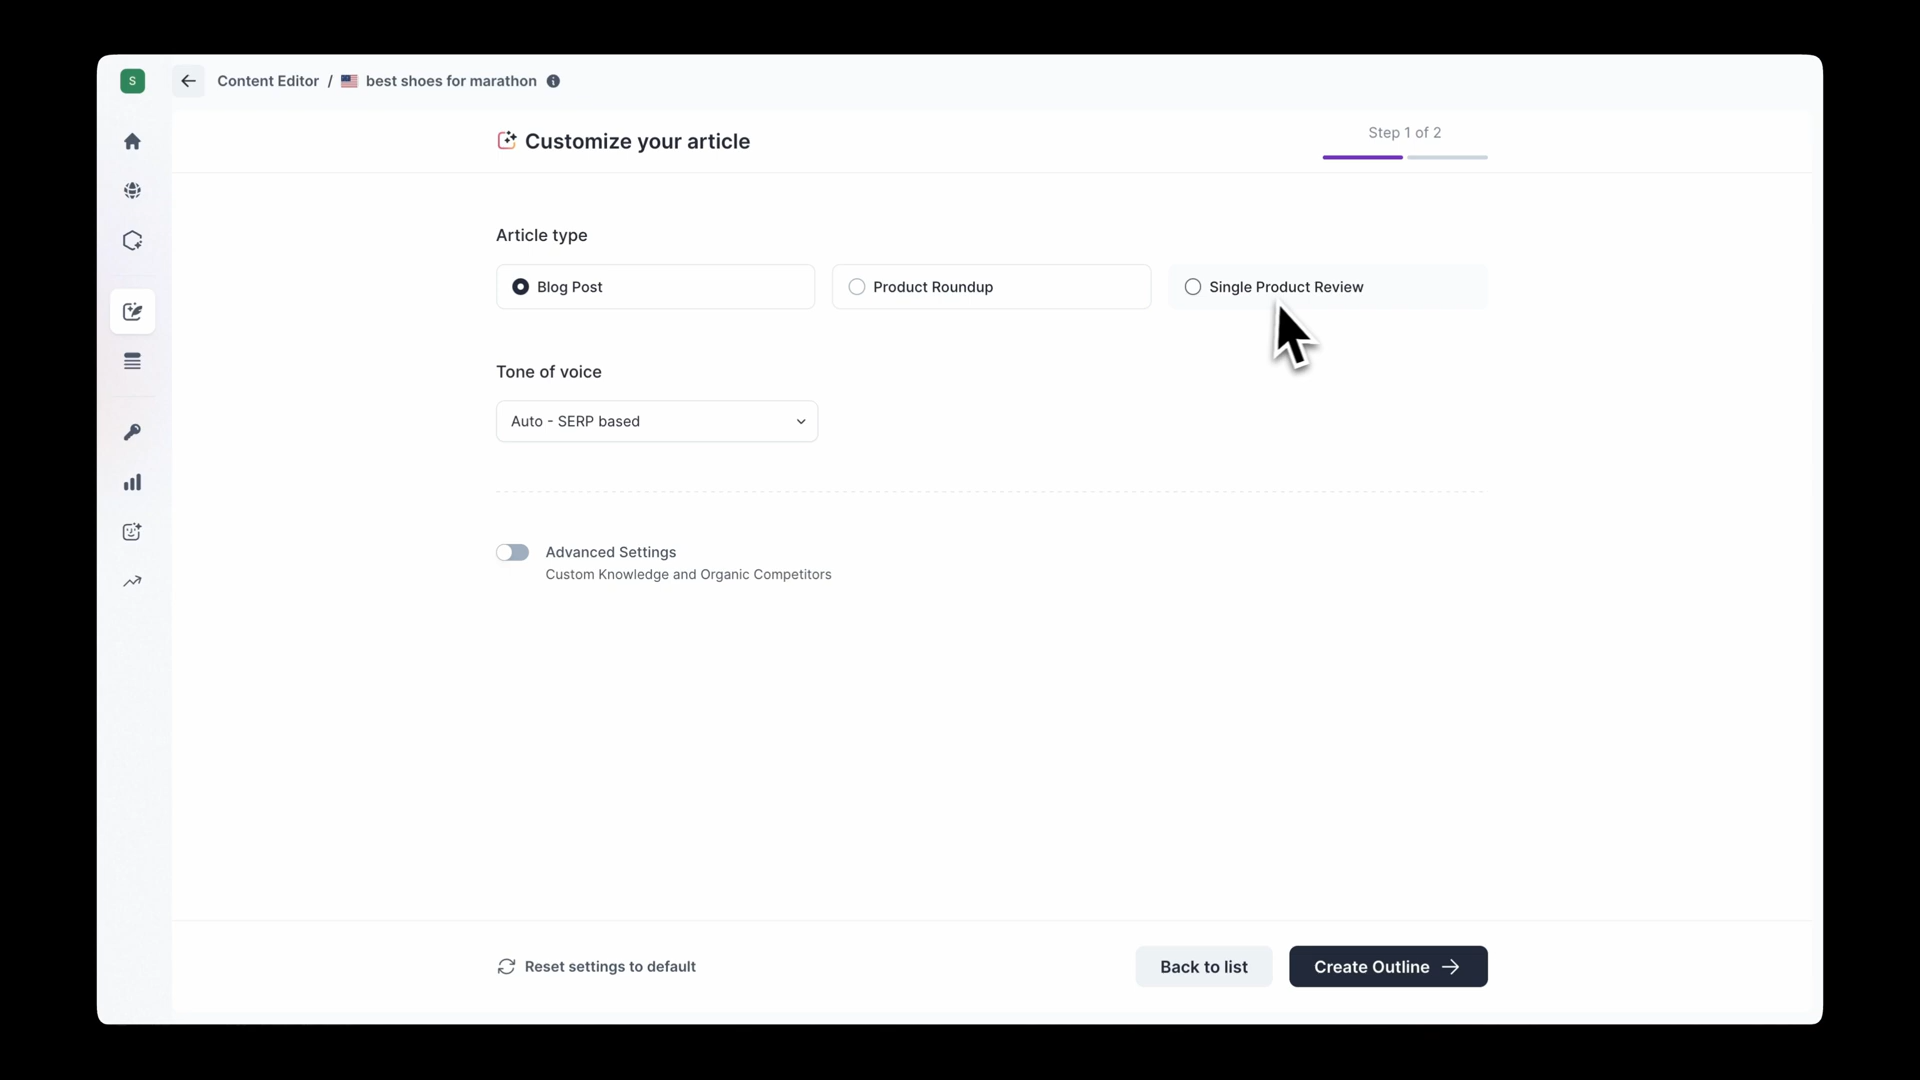 S
Content Editor / best shoes for marathon
Customize your article
Step 1 of 2
Article type
Blog Post
Product Roundup
Single Product Review
Tone of voice
Auto - SERP based
Advanced Settings
Custom Knowledge and Organic Competitors
Reset settings to default
Back to list
Create Outline